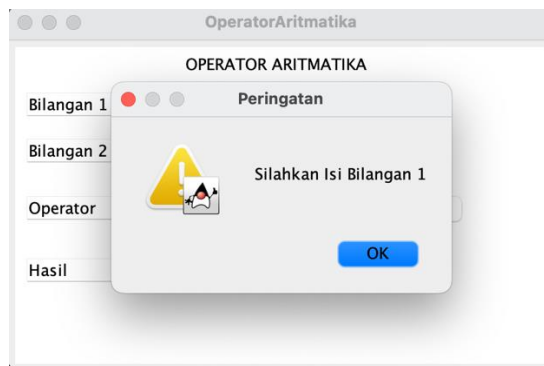 OperatorAritmatika
OPERATOR ARITMATIKA
Bilangan 1
Peringatan
Bilangan 2
Silahkan Isi Bilangan 1
Operator
OK
Hasil